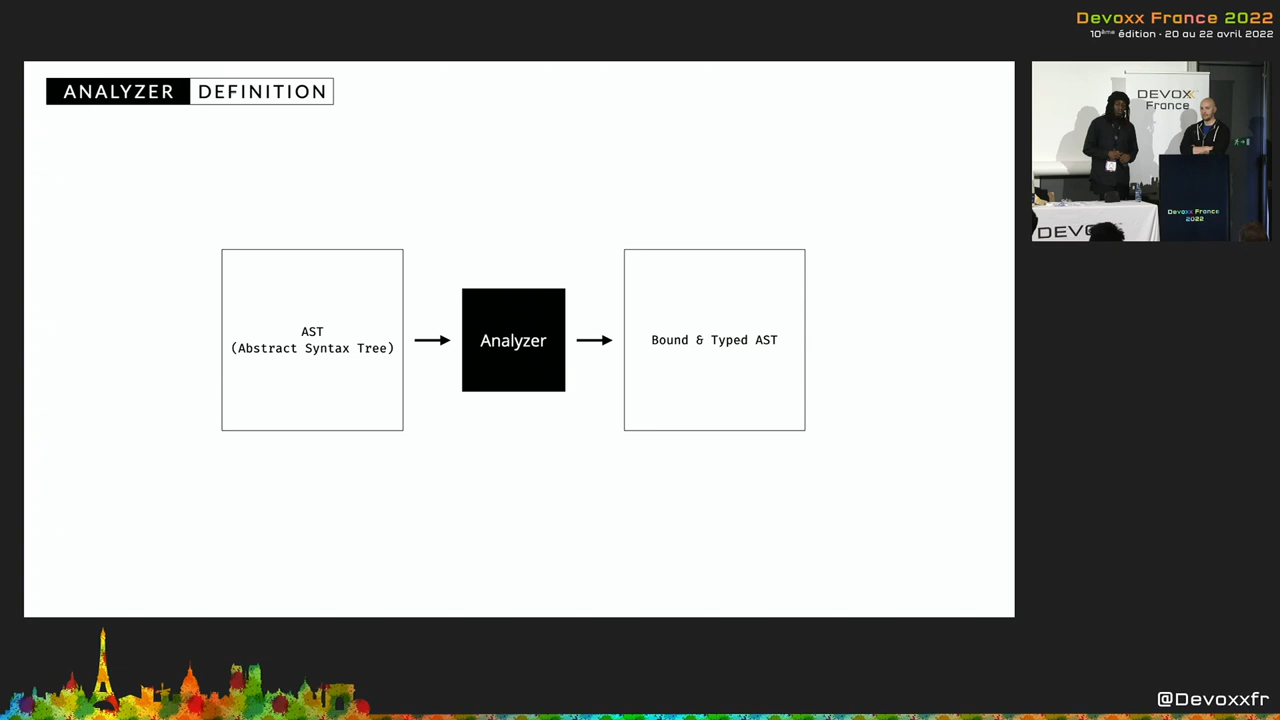 Devoxx France 2022
10ème édition · 20 au 22 avril 2022
ANALYZER DEFINITION
AST
(Abstract Syntax Tree)
Analyzer
Bound & Typed AST
DEVOXX
France
Devoxx France
2022
DEVO
@Devoxxfr